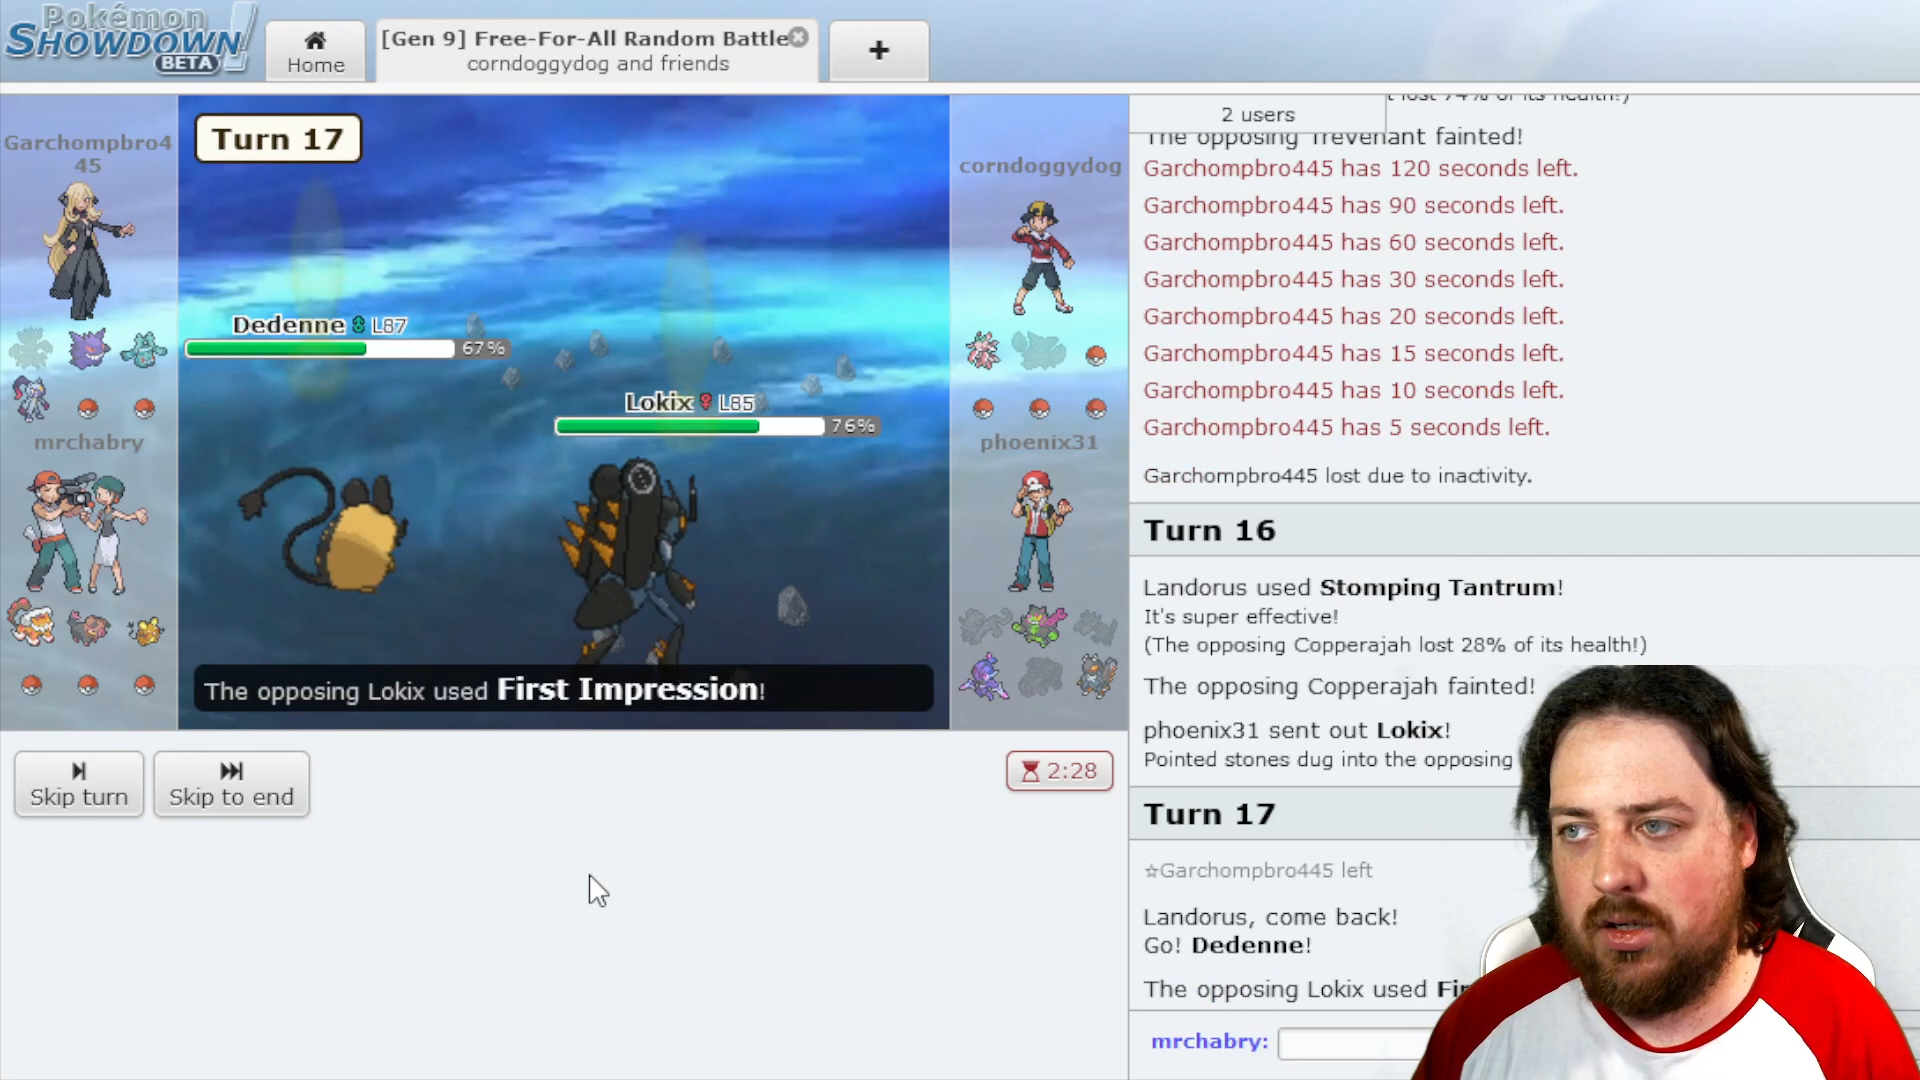 Pokémon
SHOWDOWN!
BETA
Home
[Gen 9] Free-For-All Random Battle
corndoggydog and friends
+
Garchompbro4
45
mrchabry
Turn 17
Dedenne L87
67%
Lokix L85
76%
The opposing Lokix used First Impression!
corndoggydog
phoenix31
Skip turn
Skip to end
2:28
2 users
t lost 74% of its health!)
The opposing Trevenant fainted!
Garchompbro445 has 120 seconds left.
Garchompbro445 has 90 seconds left.
Garchompbro445 has 60 seconds left.
Garchompbro445 has 30 seconds left.
Garchompbro445 has 20 seconds left.
Garchompbro445 has 15 seconds left.
Garchompbro445 has 10 seconds left.
Garchompbro445 has 5 seconds left.
Garchompbro445 lost due to inactivity.
Turn 16
Landorus used Stomping Tantrum!
It's super effective!
(The opposing Copperajah lost 28% of its health!)
The opposing Copperajah fainted!
phoenix31 sent out Lokix!
Pointed stones dug into the opposing
Turn 17
☆Garchompbro445 left
Landorus, come back!
Go! Dedenne!
The opposing Lokix used Fir
mrchabry: